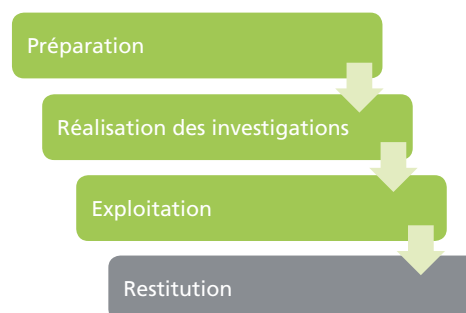 Préparation
Réalisation des investigations
Exploitation
Restitution